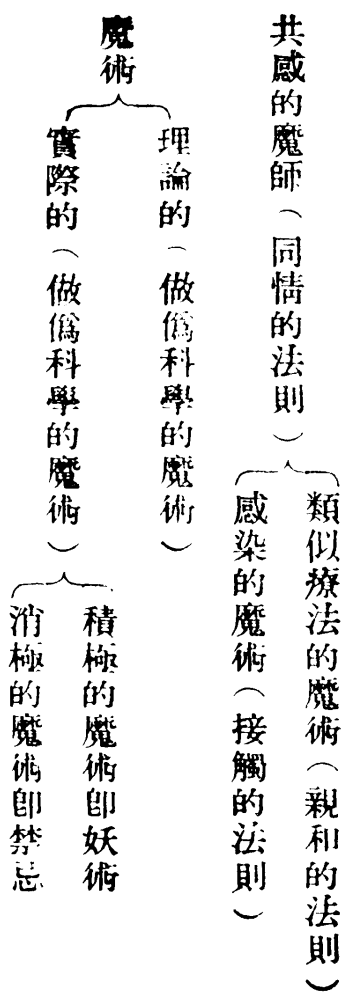 共感的魔師（同情的法則）
類似療法的魔術（親和的法則）
感染的魔術（接觸的法則）
魔術
理論的（做僞科學的魔術）
實際的（做僞科學的魔術）
積極的魔術卽妖術
消極的魔術卽禁忌